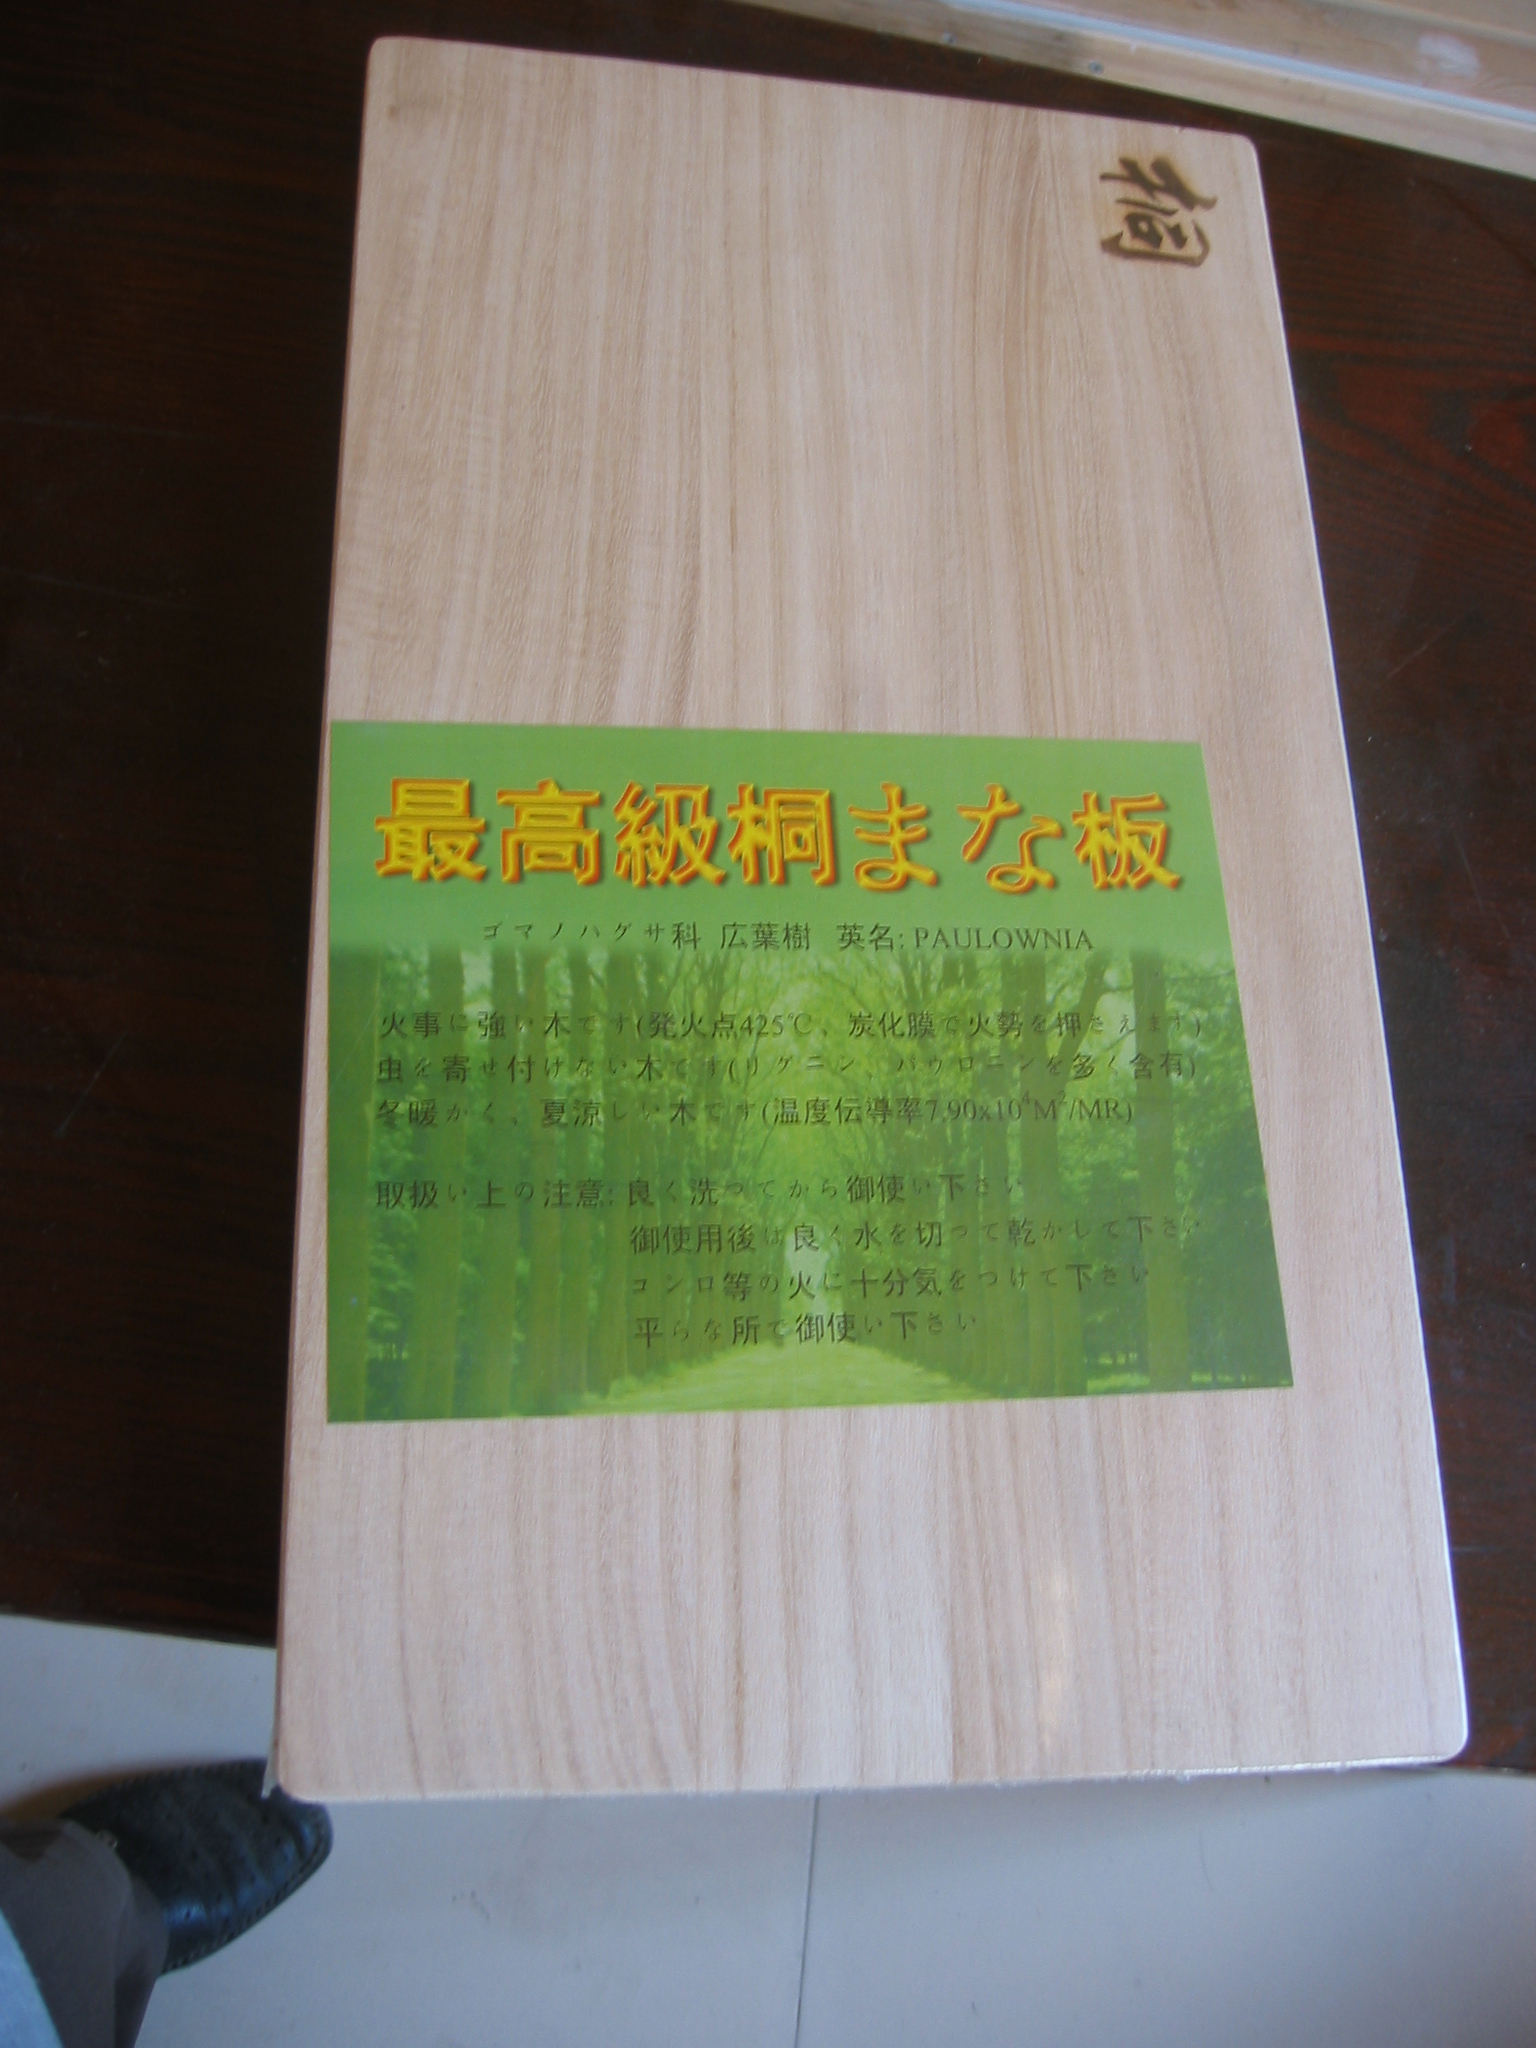 桐
最高級桐まな板
ゴマノハグサ科 広葉樹 英名: PAULOWNIA
火事に強い木です(発火点425℃、炭化膜で火勢を押さえます)
虫を寄せ付けない木です(リグニン、パウロニンを多く含有)
冬暖かく、夏涼しい木です(温度伝導率7.90x10⁴M²/MR)
取扱い上の注意: 良く洗つてから御使い下さい
御使用後は良く水を切つて乾かして下さい
コンロ等の火に十分気をつけて下さい
平らな所で御使い下さい